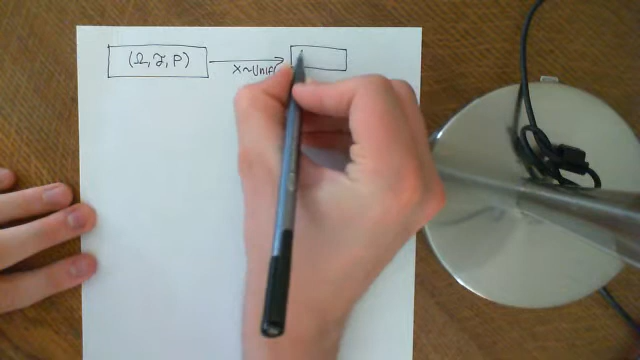 (Ω, 𝓕, P)
X~Unif